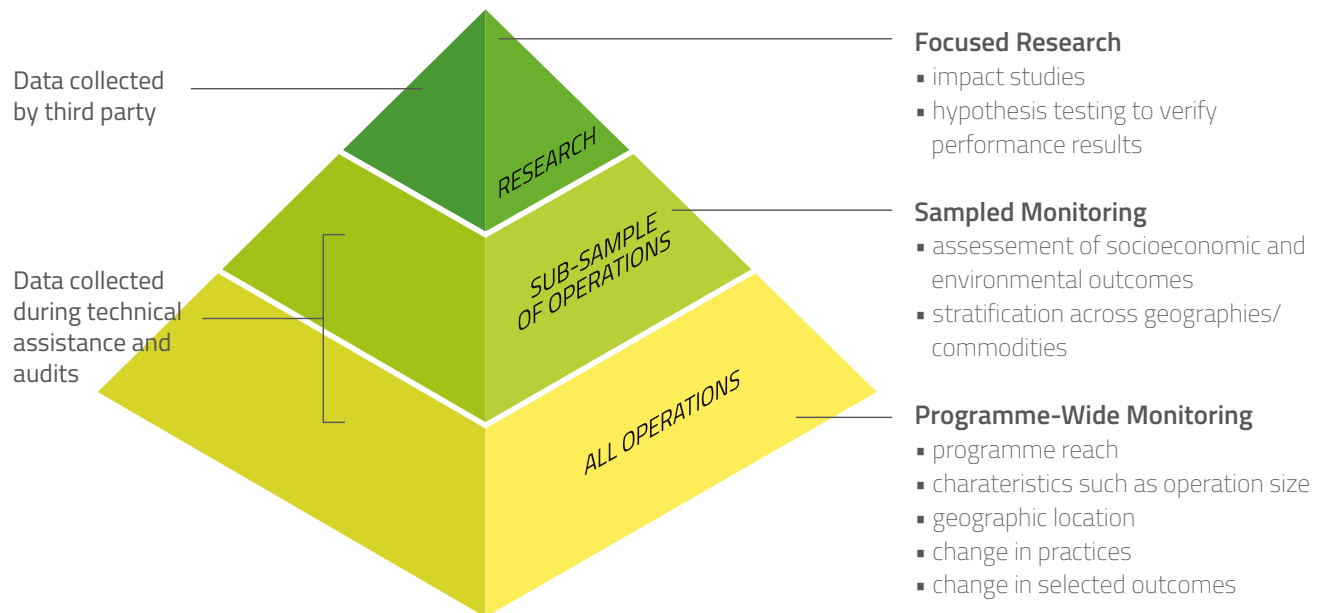 Data collected
by third party
Data collected
during technical
assistance and
audits
RESEARCH
SUB-SAMPLE
OF OPERATIONS
ALL OPERATIONS
Focused Research
▪ impact studies
▪ hypothesis testing to verify
performance results
Sampled Monitoring
▪ assessement of socioeconomic and
environmental outcomes
▪ stratification across geographies/
commodities
Programme-Wide Monitoring
▪ programme reach
▪ charateristics such as operation size
▪ geographic location
▪ change in practices
▪ change in selected outcomes